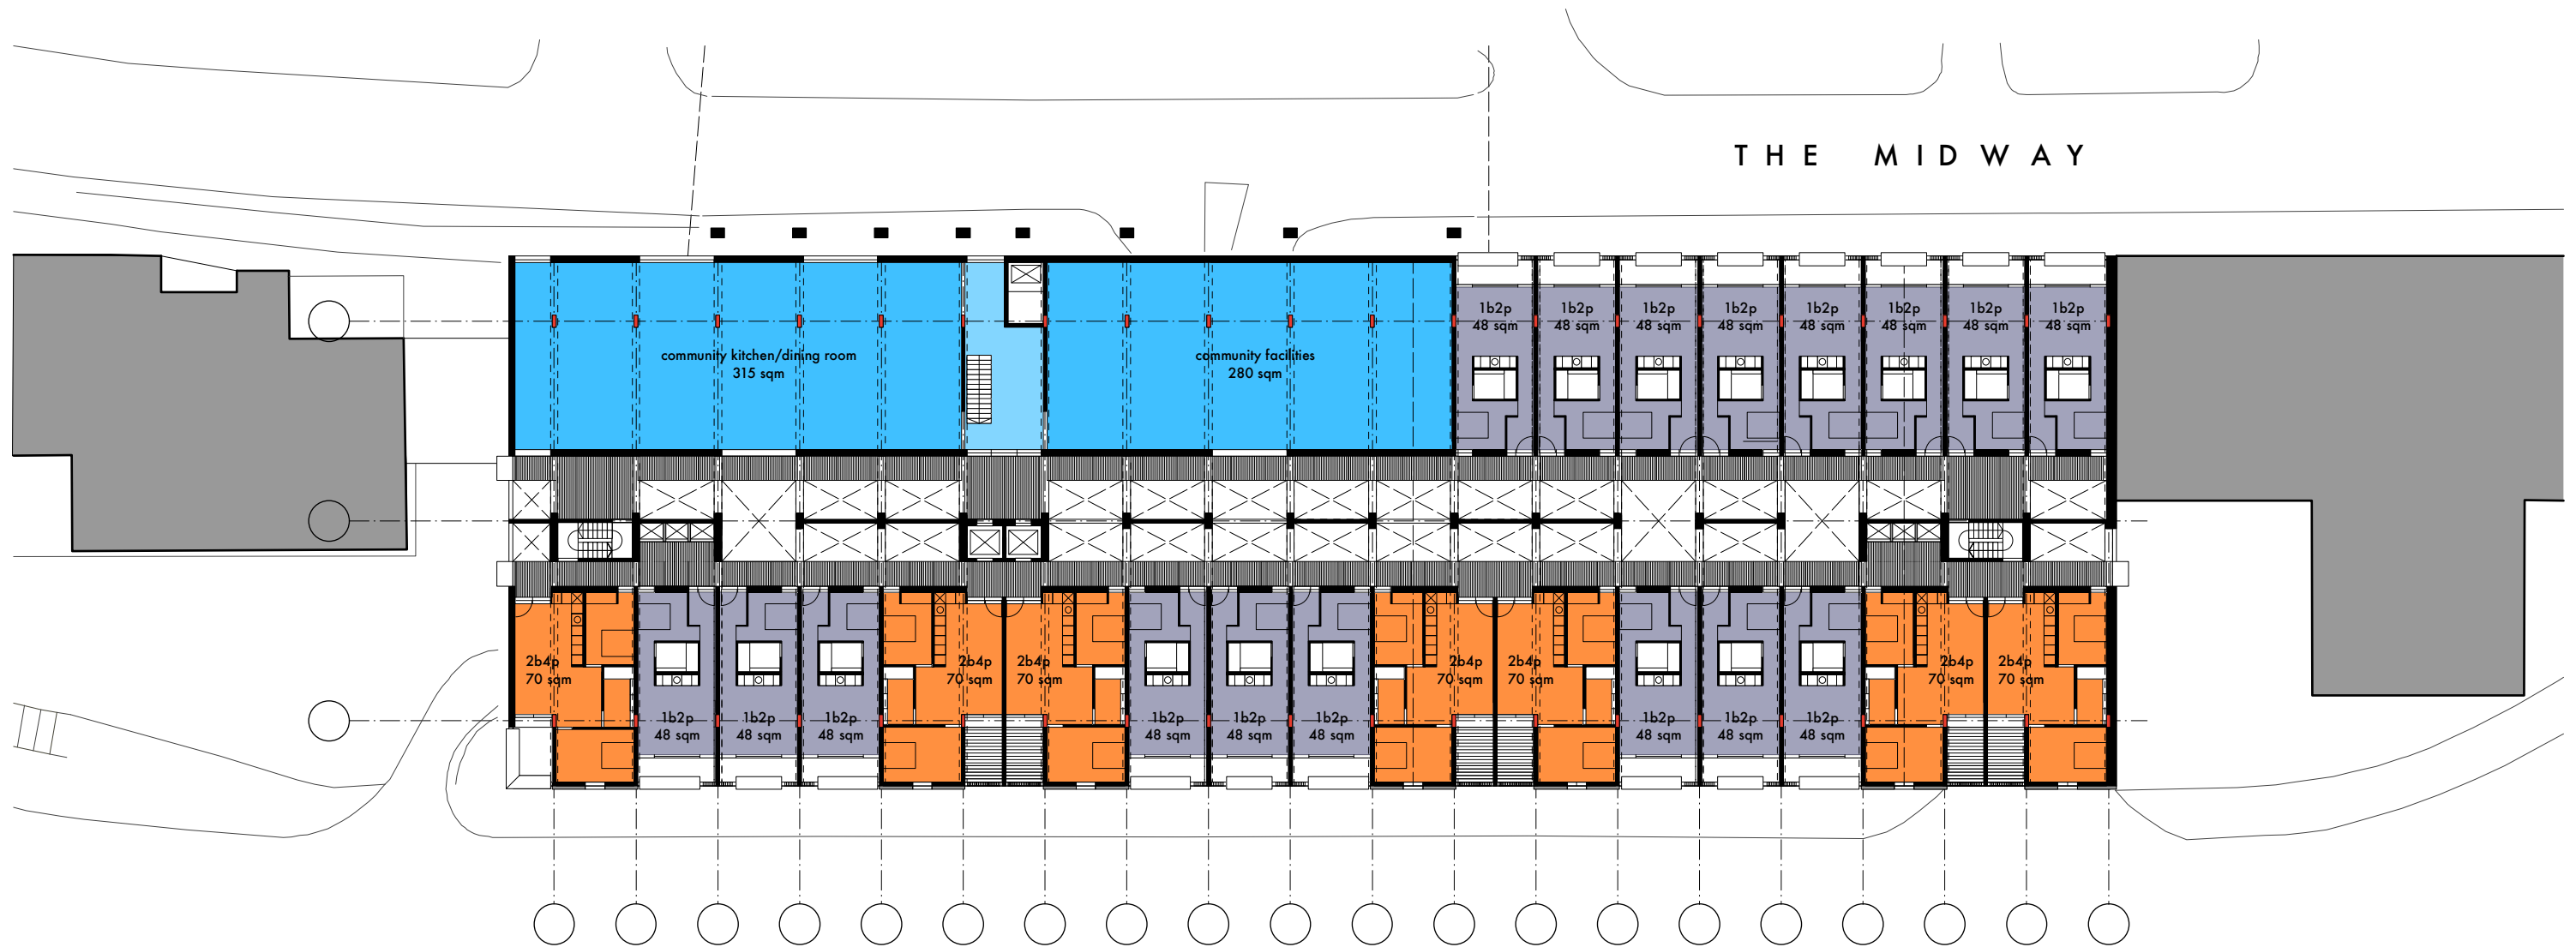 THE MIDWAY
1b2p
48 sqm
1b2p
48 sqm
1b2p
48 sqm
1b2p
48 sqm
1b2p
48 sqm
1b2p
48 sqm
1b2p
48 sqm
1b2p
48 sqm
community kitchen/dining room
315 sqm
community facilities
280 sqm
2b4p
70 sqm
1b2p
48 sqm
1b2p
48 sqm
1b2p
48 sqm
2b4p
70 sqm
2b4p
70 sqm
1b2p
48 sqm
1b2p
48 sqm
1b2p
48 sqm
2b4p
70 sqm
2b4p
70 sqm
1b2p
48 sqm
1b2p
48 sqm
1b2p
48 sqm
2b4p
70 sqm
2b4p
70 sqm